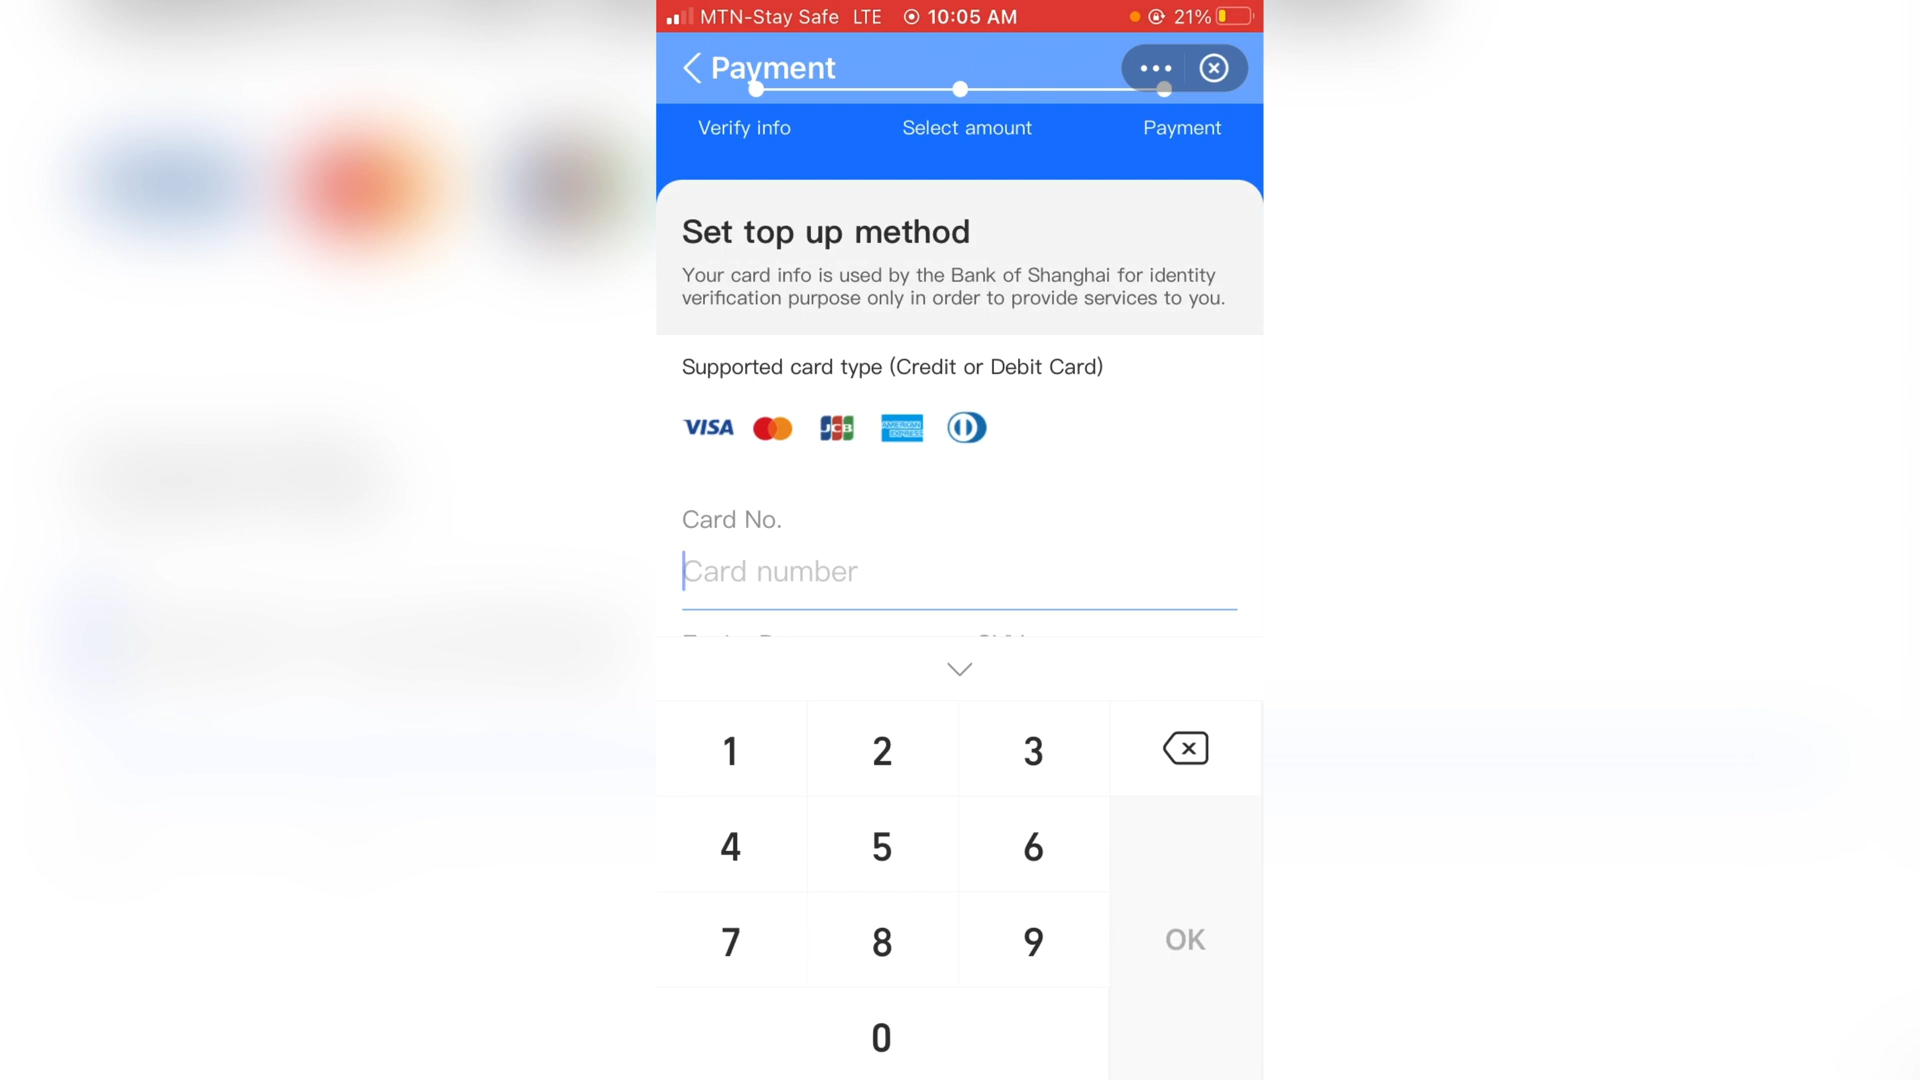 MTN-Stay Safe LTE 10:05 AM 21%
Payment
Verify info Select amount Payment
Set top up method
Your card info is used by the Bank of Shanghai for identity
verification purpose only in order to provide services to you.
Supported card type (Credit or Debit Card)
VISA JCB AMERICAN EXPRESS
Card No.
Card number
1 2 3
4 5 6
7 8 9 OK
0